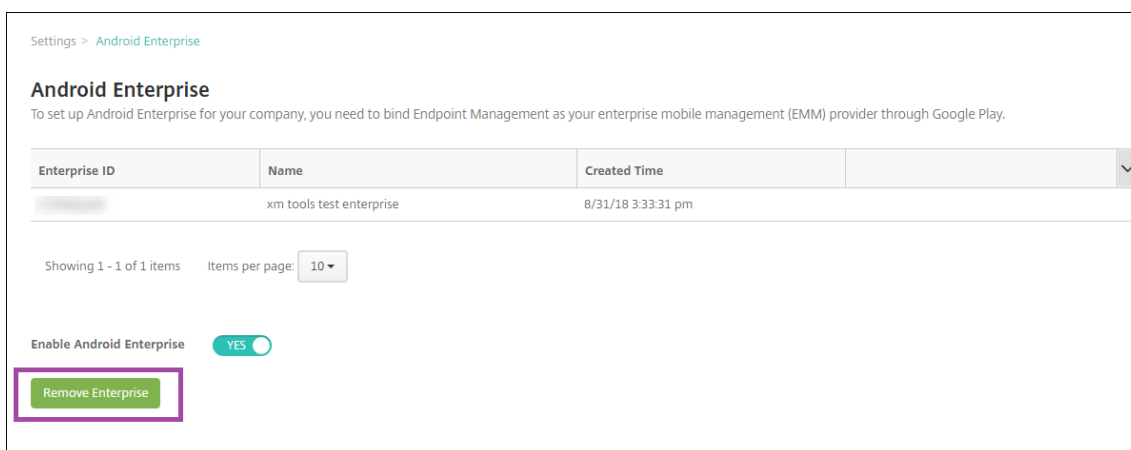 Settings > Android Enterprise
Android Enterprise
To set up Android Enterprise for your company, you need to bind Endpoint Management as your enterprise mobile management (EMM) provider through Google Play.
Enterprise ID Name Created Time
xm tools test enterprise 8/31/18 3:33:31 pm
Showing 1 - 1 of 1 items Items per page: 10
Enable Android Enterprise YES
Remove Enterprise